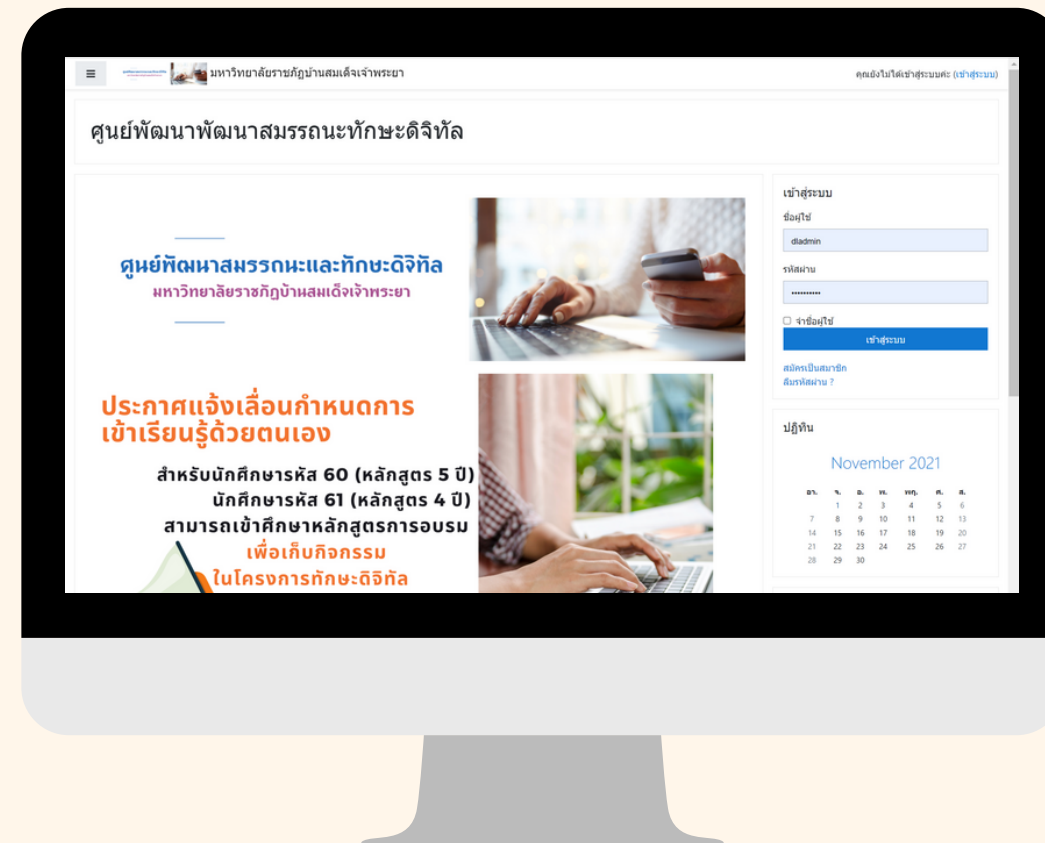 มหาวิทยาลัยราชภัฏบ้านสมเด็จเจ้าพระยา
คุณยังไม่ได้เข้าสู่ระบบค่ะ (เข้าสู่ระบบ)
ศูนย์พัฒนาพัฒนาสมรรถนะทักษะดิจิทัล
ศูนย์พัฒนาสมรรถนะและทักษะดิจิทัล
มหาวิทยาลัยราชภัฏบ้านสมเด็จเจ้าพระยา
ประกาศแจ้งเลื่อนกำหนดการ
เข้าเรียนรู้ด้วยตนเอง
สำหรับนักศึกษารหัส 60 (หลักสูตร 5 ปี)
นักศึกษารหัส 61 (หลักสูตร 4 ปี)
สามารถเข้าศึกษาหลักสูตรการอบรม
เพื่อเก็บกิจกรรม
ในโครงการทักษะดิจิทัล
เข้าสู่ระบบ
ชื่อผู้ใช้
dladmin
รหัสผ่าน
••••••••••
จำชื่อผู้ใช้
เข้าสู่ระบบ
สมัครเป็นสมาชิก
ลืมรหัสผ่าน ?
ปฏิทิน
November 2021
อา. จ. อ. พ. พฤ. ศ. ส.
1 2 3 4 5 6
7 8 9 10 11 12 13
14 15 16 17 18 19 20
21 22 23 24 25 26 27
28 29 30